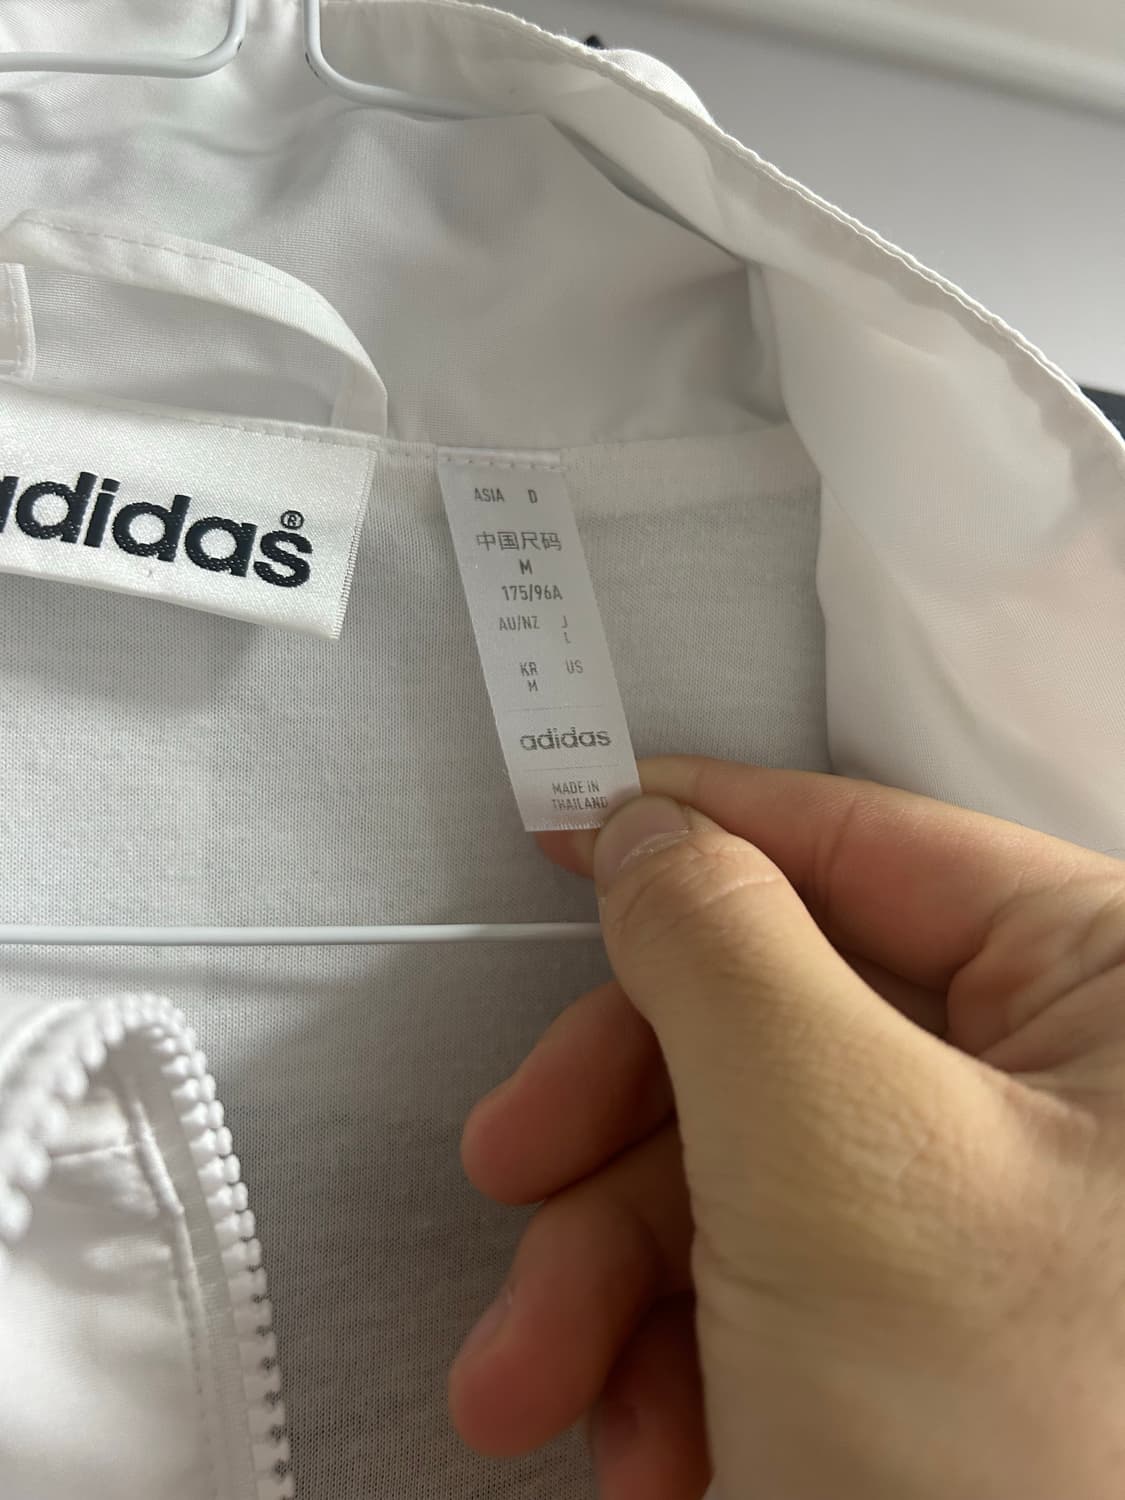 adidas®
ASIA D
中国尺码
M
175/96A
AU/NZ J
L
KR US
M
adidas
MADE IN
THAILAND